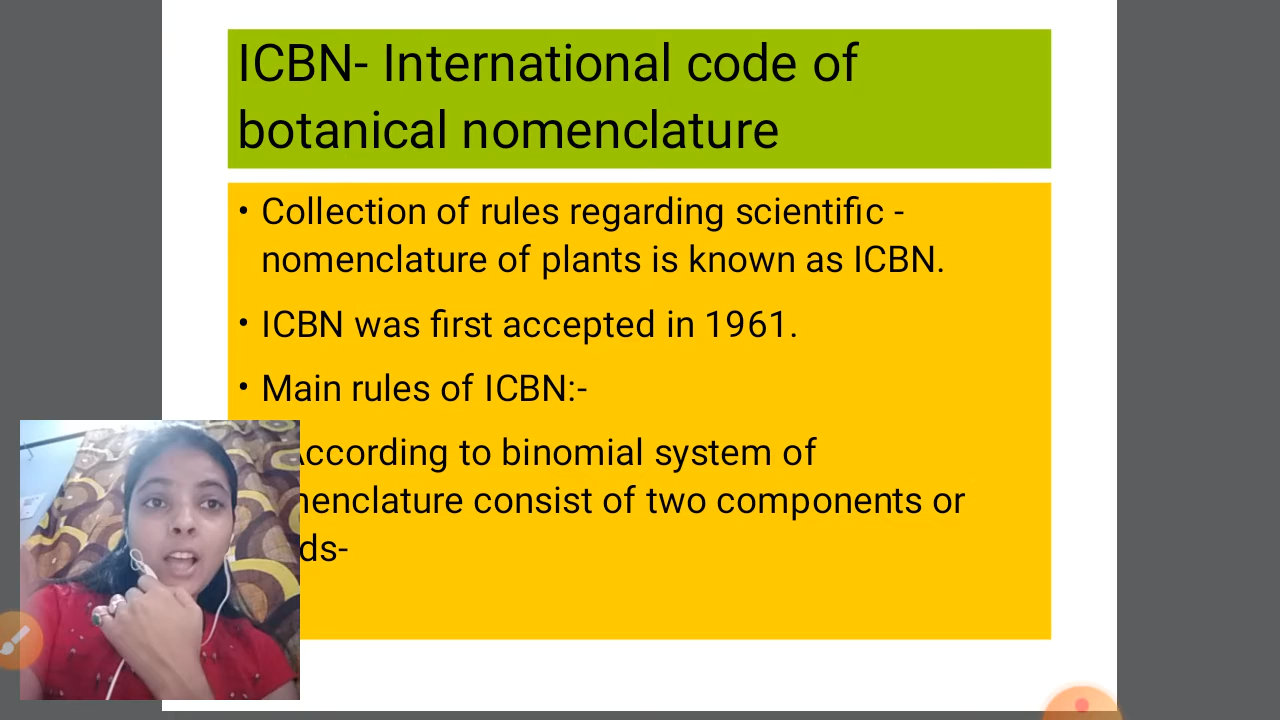 ICBN- International code of
botanical nomenclature
• Collection of rules regarding scientific -
nomenclature of plants is known as ICBN.
• ICBN was first accepted in 1961.
• Main rules of ICBN:-
According to binomial system of
consist of two components or